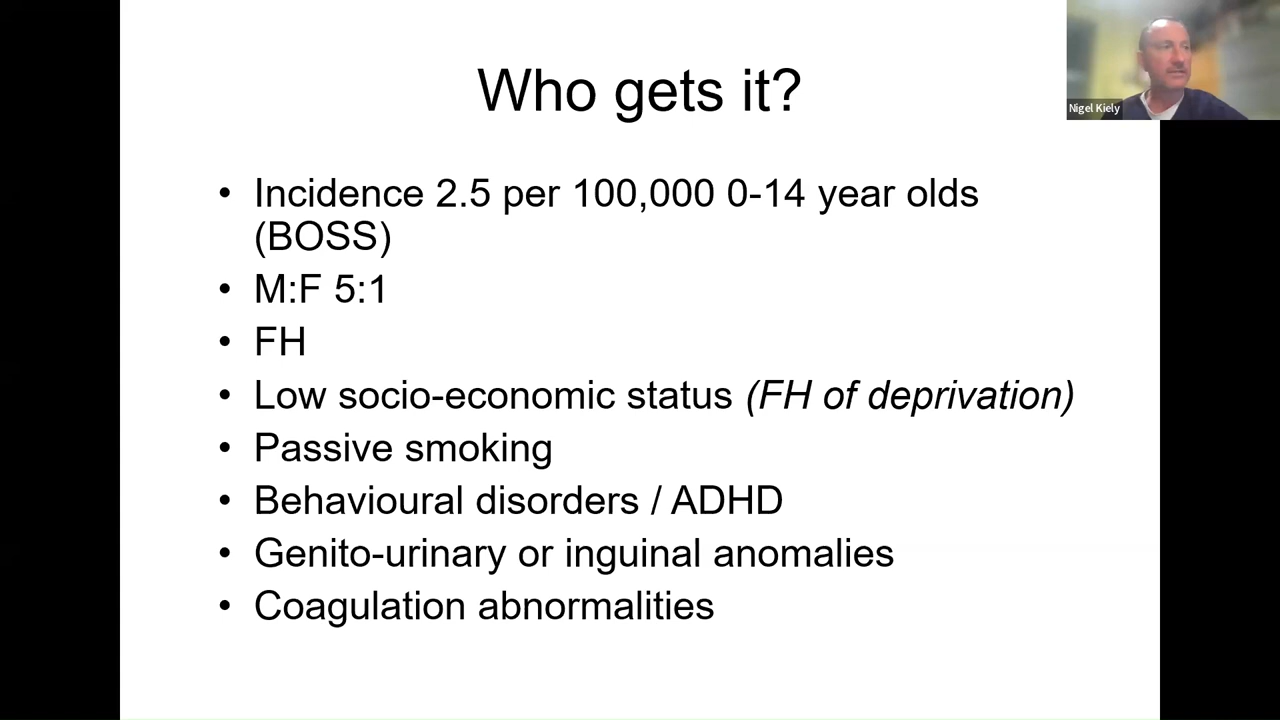 Who gets it?
Nigel Kiely
• Incidence 2.5 per 100,000 0-14 year olds
(BOSS)
• M:F 5:1
• FH
• Low socio-economic status (FH of deprivation)
• Passive smoking
• Behavioural disorders / ADHD
• Genito-urinary or inguinal anomalies
• Coagulation abnormalities